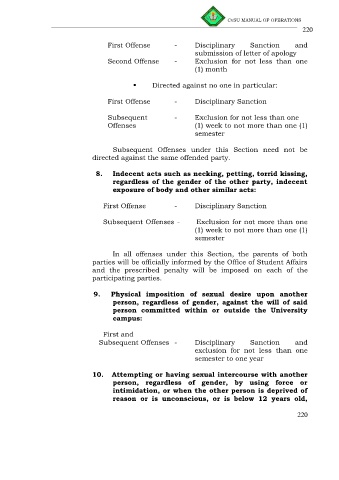 CvSU MANUAL OF OPERATIONS
220
First Offense - Disciplinary Sanction and
submission of letter of apology
Second Offense - Exclusion for not less than one
(1) month
• Directed against no one in particular:
First Offense - Disciplinary Sanction
Subsequent - Exclusion for not less than one
Offenses (1) week to not more than one (1)
semester
Subsequent Offenses under this Section need not be
directed against the same offended party.
8. Indecent acts such as necking, petting, torrid kissing,
regardless of the gender of the other party, indecent
exposure of body and other similar acts:
First Offense - Disciplinary Sanction
Subsequent Offenses - Exclusion for not more than one
(1) week to not more than one (1)
semester
In all offenses under this Section, the parents of both
parties will be officially informed by the Office of Student Affairs
and the prescribed penalty will be imposed on each of the
participating parties.
9. Physical imposition of sexual desire upon another
person, regardless of gender, against the will of said
person committed within or outside the University
campus:
First and
Subsequent Offenses - Disciplinary Sanction and
exclusion for not less than one
semester to one year
10. Attempting or having sexual intercourse with another
person, regardless of gender, by using force or
intimidation, or when the other person is deprived of
reason or is unconscious, or is below 12 years old,
220